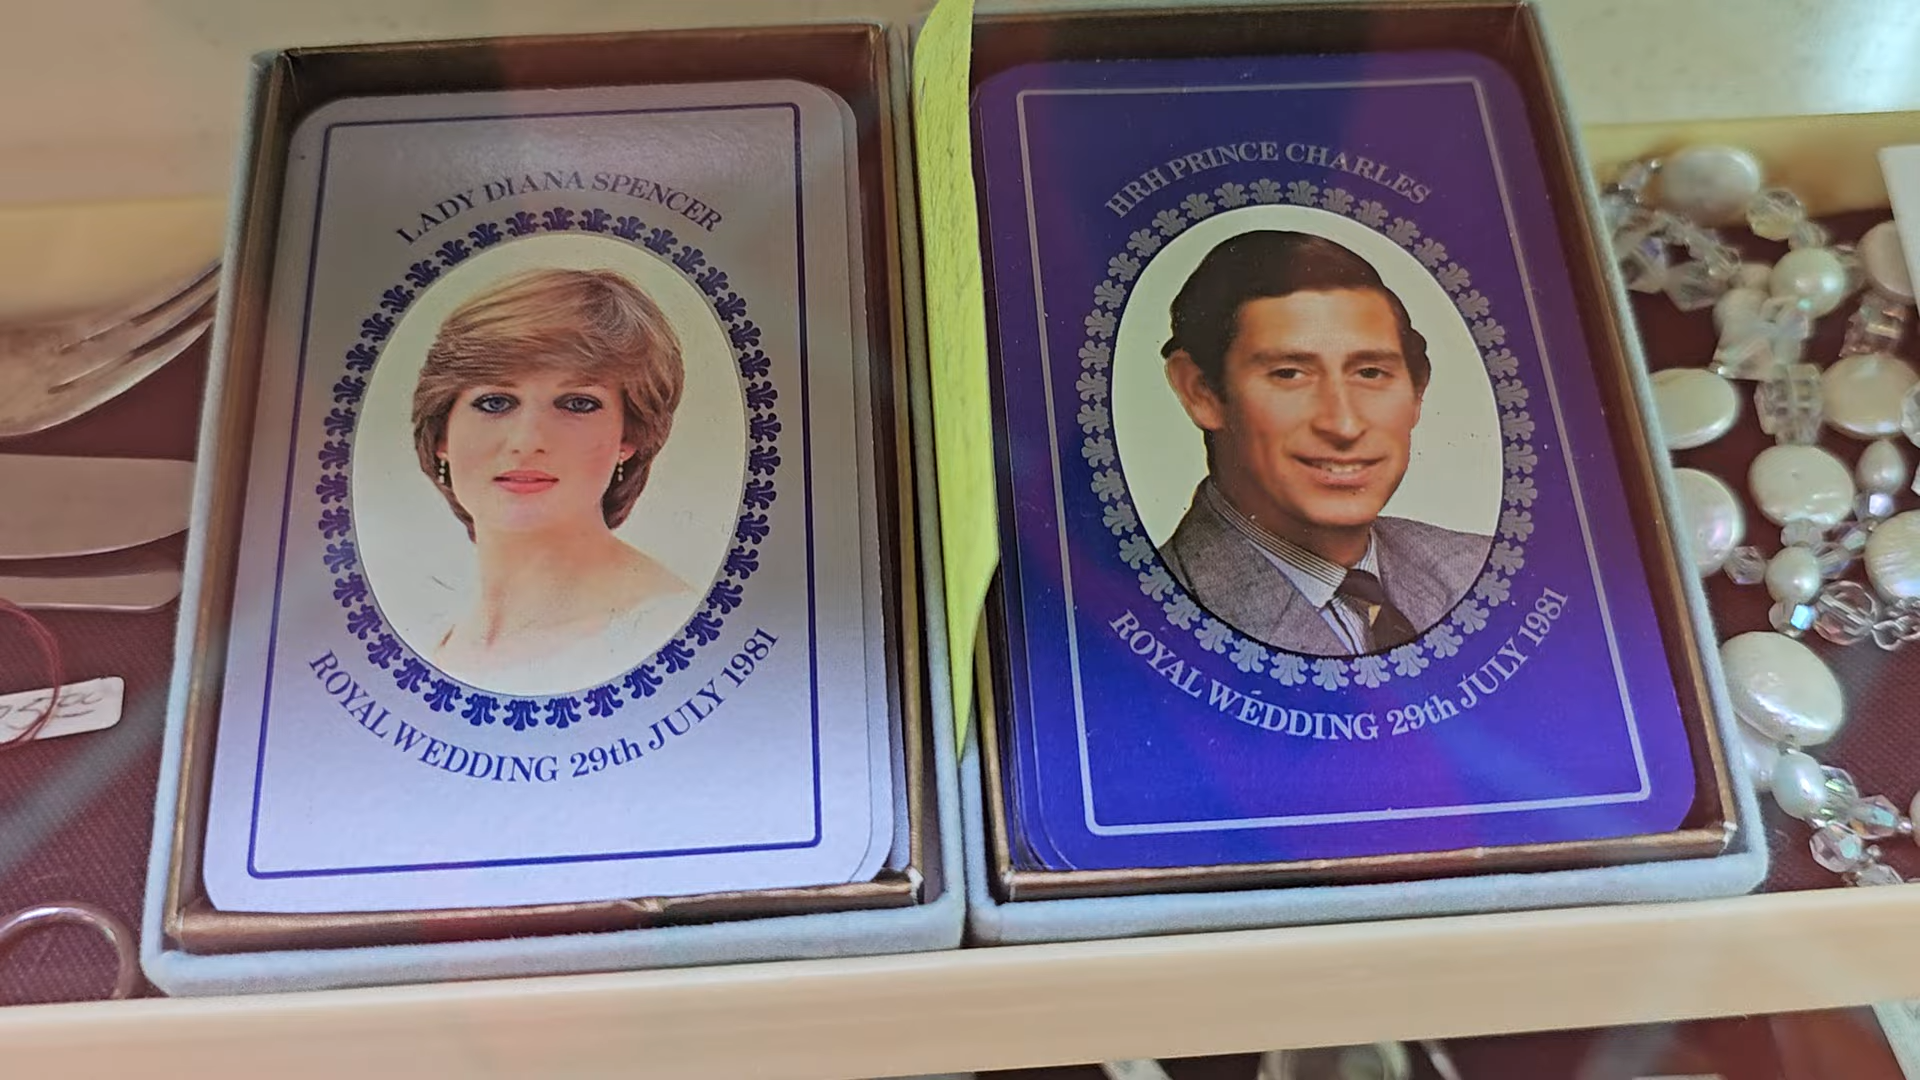 LADY DIANA SPENCER
ROYAL WEDDING 29th JULY 1981
HRH PRINCE CHARLES
ROYAL WEDDING 29th JULY 1981